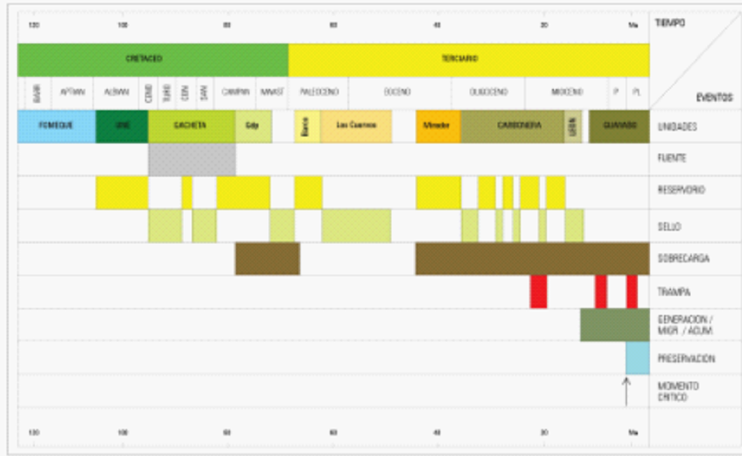 120 100 80 60 40 20 Ma TIEMPO
CRETACEO TERCIARIO
BARR APTIAN ALBIAN CENO TURO CON SAN CAMPAN MAAST PALEOCENO EOCENO OLIGOCENO MIOCENO P PL EVENTOS
FOMEQUE UNE GACHETA Gdp Barco Los Cuervos Mirador CARBONERA LEON GUAYABO UNIDADES
FUENTE
RESERVORIO
SELLO
SOBRECARGA
TRAMPA
GENERACION /
MIGR. / ACUM.
PRESERVACION
MOMENTO
CRITICO
120 100 80 60 40 20 Ma